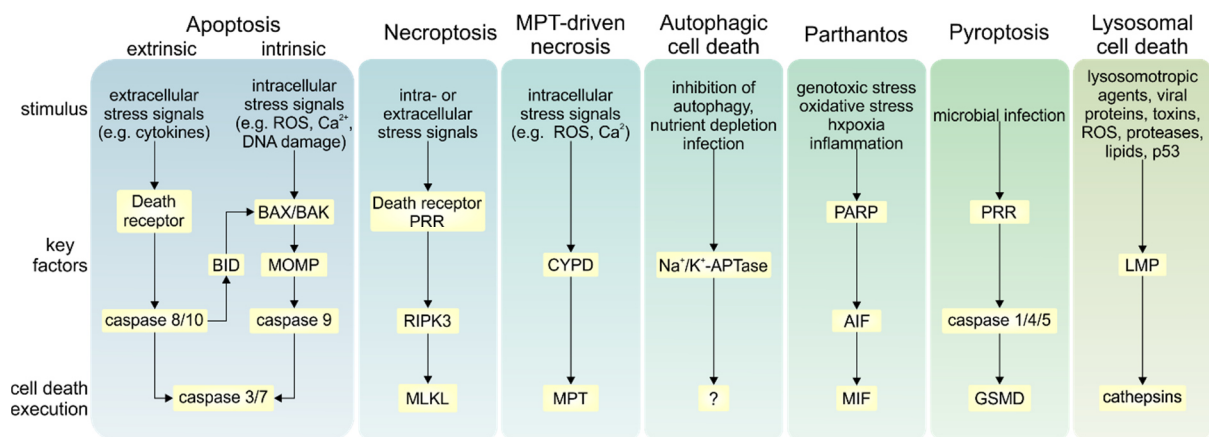 Apoptosis
extrinsic
intrinsic
Necroptosis
MPT-driven
necrosis
Autophagic
cell death
Parthantos
Pyroptosis
Lysosomal
cell death
stimulus
extracellular
stress signals
(e.g. cytokines)
intracellular
stress signals
(e.g. ROS, Ca²⁺,
DNA damage)
intra- or
extracellular
stress signals
intracellular
stress signals
(e.g. ROS, Ca²)
inhibition of
autophagy,
nutrient depletion
infection
genotoxic stress
oxidative stress
hxpoxia
inflammation
microbial infection
lysosomotropic
agents, viral
proteins, toxins,
ROS, proteases,
lipids, p53
key
factors
Death
receptor
BID
caspase 8/10
BAX/BAK
MOMP
caspase 9
Death receptor
PRR
RIPK3
CYPD
Na⁺/K⁺-APTase
PARP
AIF
PRR
caspase 1/4/5
LMP
cell death
execution
caspase 3/7
MLKL
MPT
?
MIF
GSMD
cathepsins